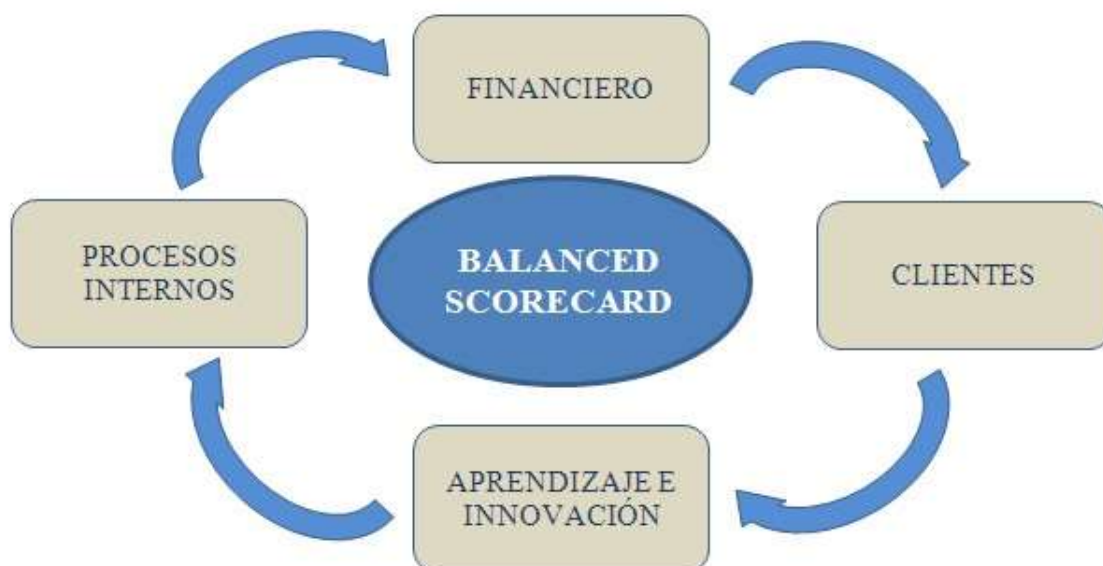 FINANCIERO
PROCESOS
INTERNOS
BALANCED
SCORECARD
CLIENTES
APRENDIZAJE E
INNOVACIÓN